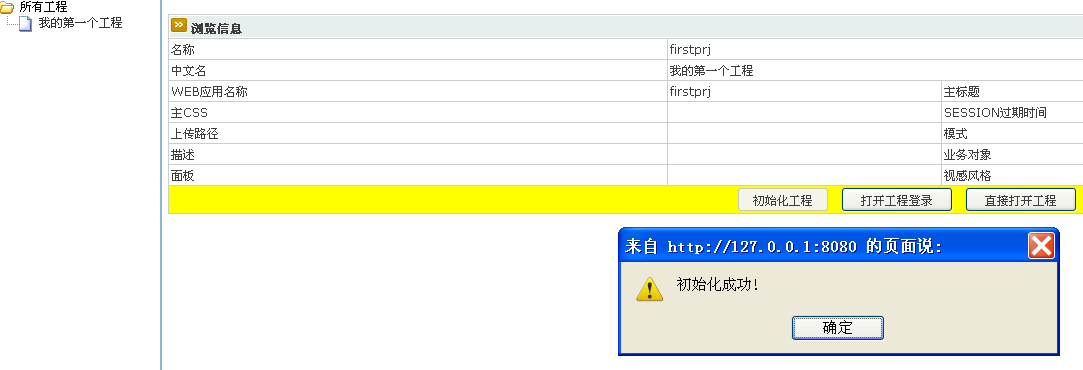 所有工程
我的第一个工程
浏览信息
名称 firstprj
中文名 我的第一个工程
WEB应用名称 firstprj 主标题
主CSS SESSION过期时间
上传路径 模式
描述 业务对象
面板 视感风格
初始化工程 打开工程登录 直接打开工程
来自 http://127.0.0.1:8080 的页面说:
初始化成功!
确定